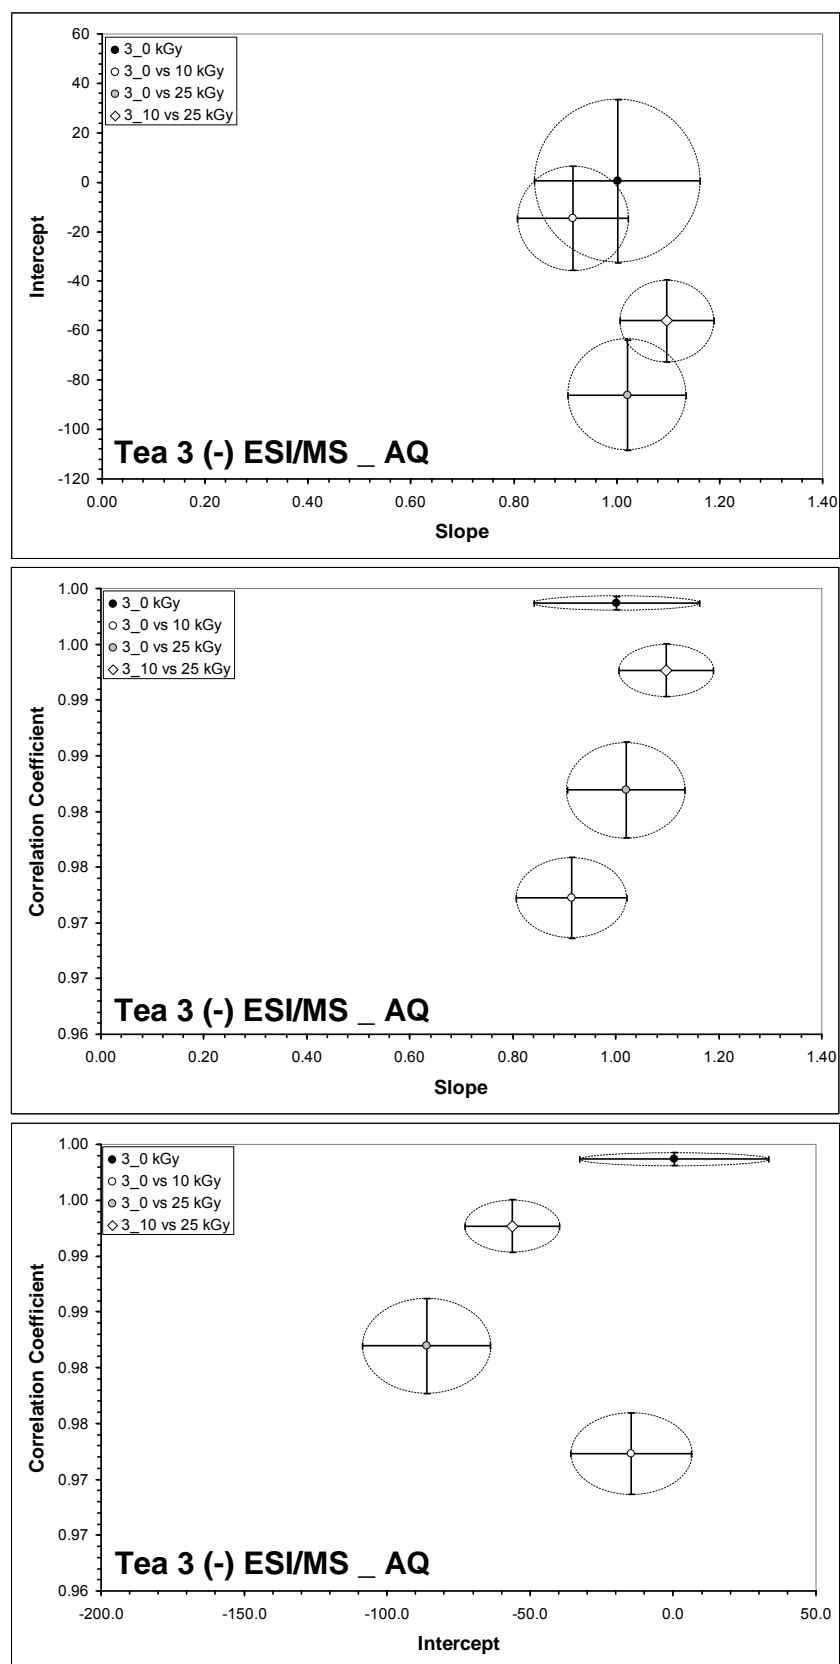 60
3_0 kGy
3_0 vs 10 kGy
3_0 vs 25 kGy
3_10 vs 25 kGy
40
20
0
-20
-40
-60
-80
-100
-120
Intercept
Tea 3 (-) ESI/MS _ AQ
0.00 0.20 0.40 0.60 0.80 1.00 1.20 1.40
Slope
1.00
3_0 kGy
3_0 vs 10 kGy
3_0 vs 25 kGy
3_10 vs 25 kGy
1.00
0.99
0.99
0.98
0.98
0.97
0.97
0.96
Correlation Coefficient
Tea 3 (-) ESI/MS _ AQ
0.00 0.20 0.40 0.60 0.80 1.00 1.20 1.40
Slope
1.00
3_0 kGy
3_0 vs 10 kGy
3_0 vs 25 kGy
3_10 vs 25 kGy
1.00
0.99
0.99
0.98
0.98
0.97
0.97
0.96
Correlation Coefficient
Tea 3 (-) ESI/MS _ AQ
-200.0 -150.0 -100.0 -50.0 0.0 50.0
Intercept